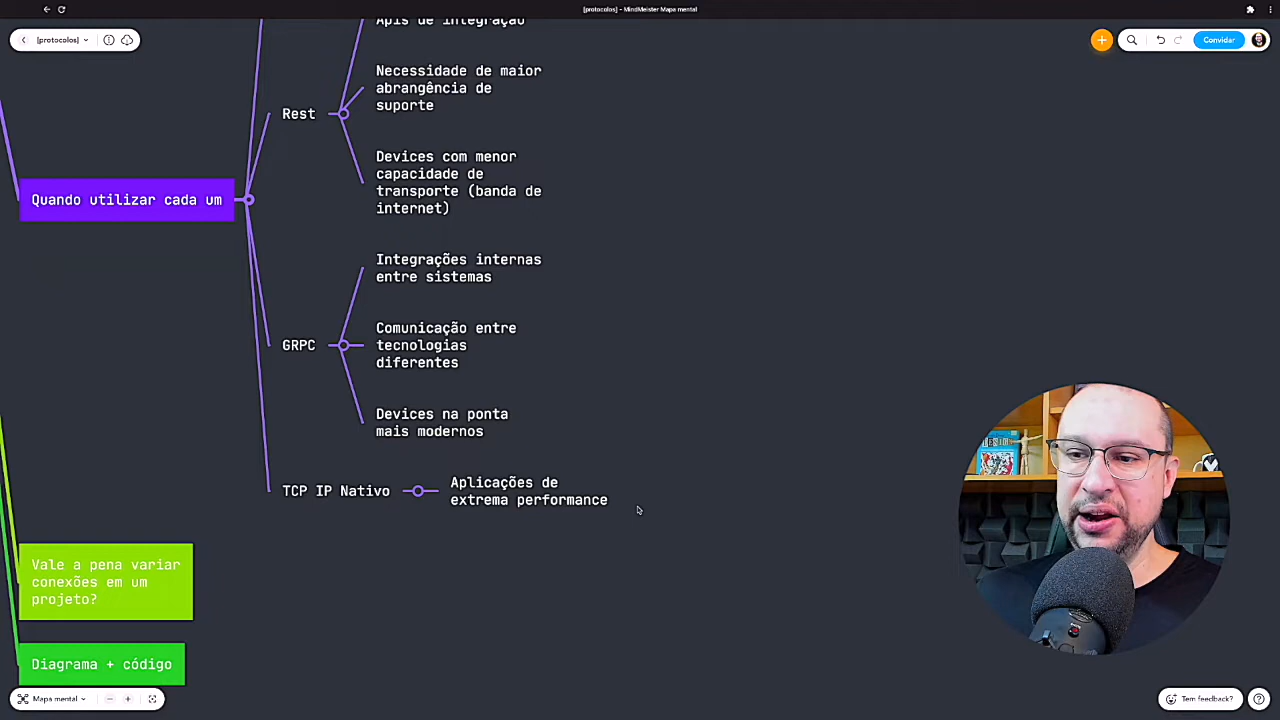 [protocolos] - MindMeister Mapa mental
[protocolos]
Convidar
Apis de integração
Necessidade de maior
abrangência de
suporte
Rest
Devices com menor
capacidade de
transporte (banda de
internet)
Quando utilizar cada um
Integrações internas
entre sistemas
GRPC
Comunicação entre
tecnologias
diferentes
Devices na ponta
mais modernos
TCP IP Nativo
Aplicações de
extrema performance
Vale a pena variar
conexões em um
projeto?
Diagrama + código
Mapa mental
Tem feedback?